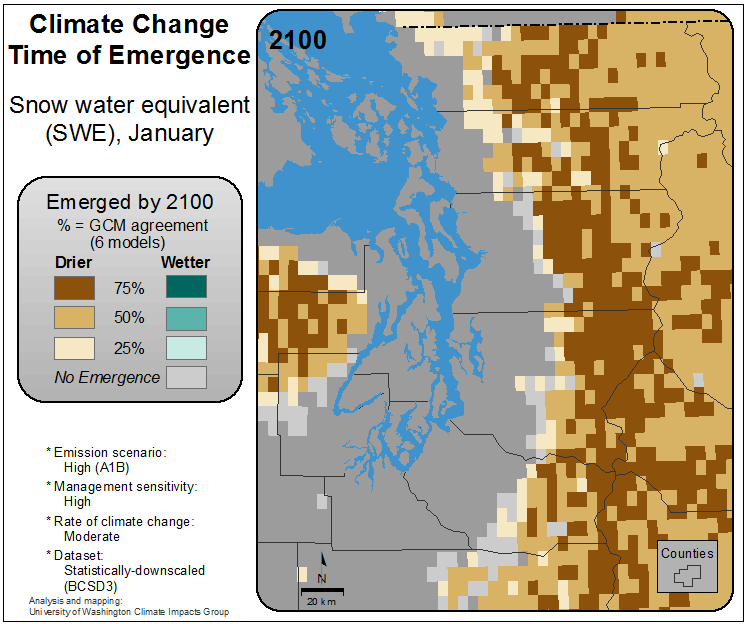 Climate Change
Time of Emergence
Snow water equivalent
(SWE), January
Emerged by 2100
% = GCM agreement
(6 models)
Drier Wetter
75%
50%
25%
No Emergence
* Emission scenario:
High (A1B)
* Management sensitivity:
High
* Rate of climate change:
Moderate
* Dataset:
Statistically-downscaled
(BCSD3)
Analysis and mapping:
University of Washington Climate Impacts Group
2100
N
20 km
Counties